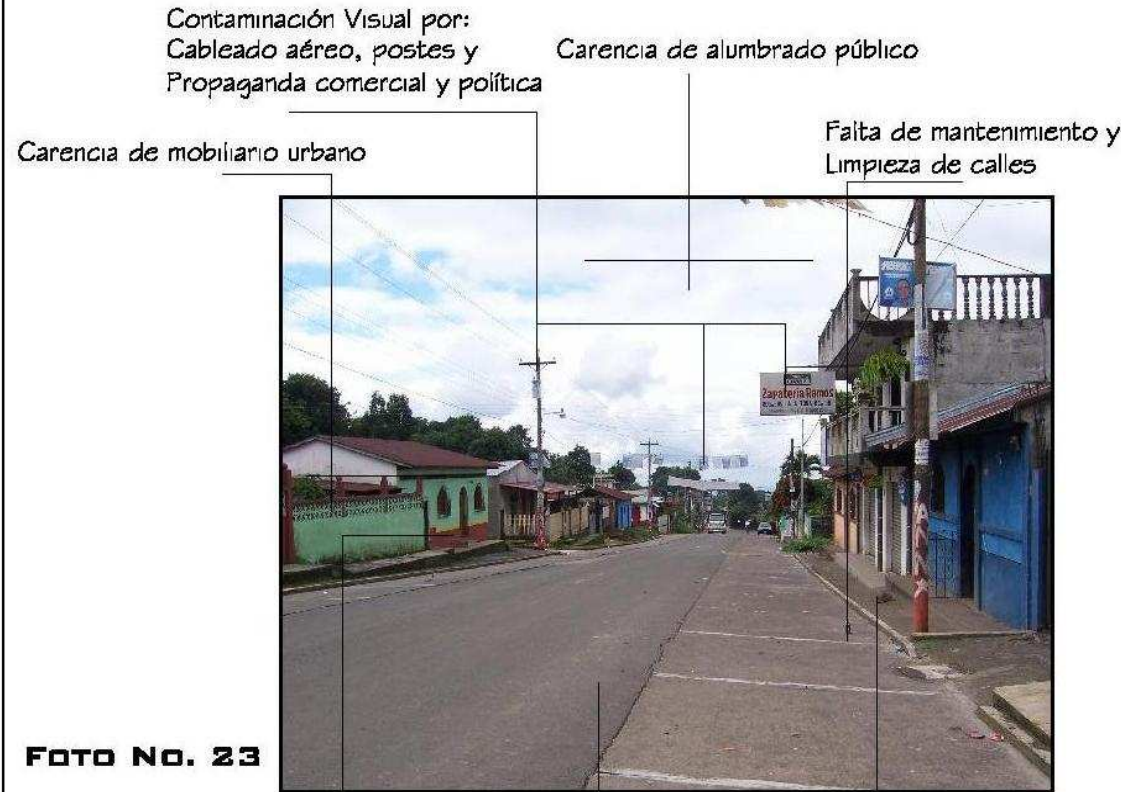 Contaminación Visual por:
Cableado aéreo, postes y
Propaganda comercial y política
Carencia de alumbrado público
Falta de mantenimiento y
Limpieza de calles
Carencia de mobiliario urbano
Zapatería Ramos
FOTO NO. 23